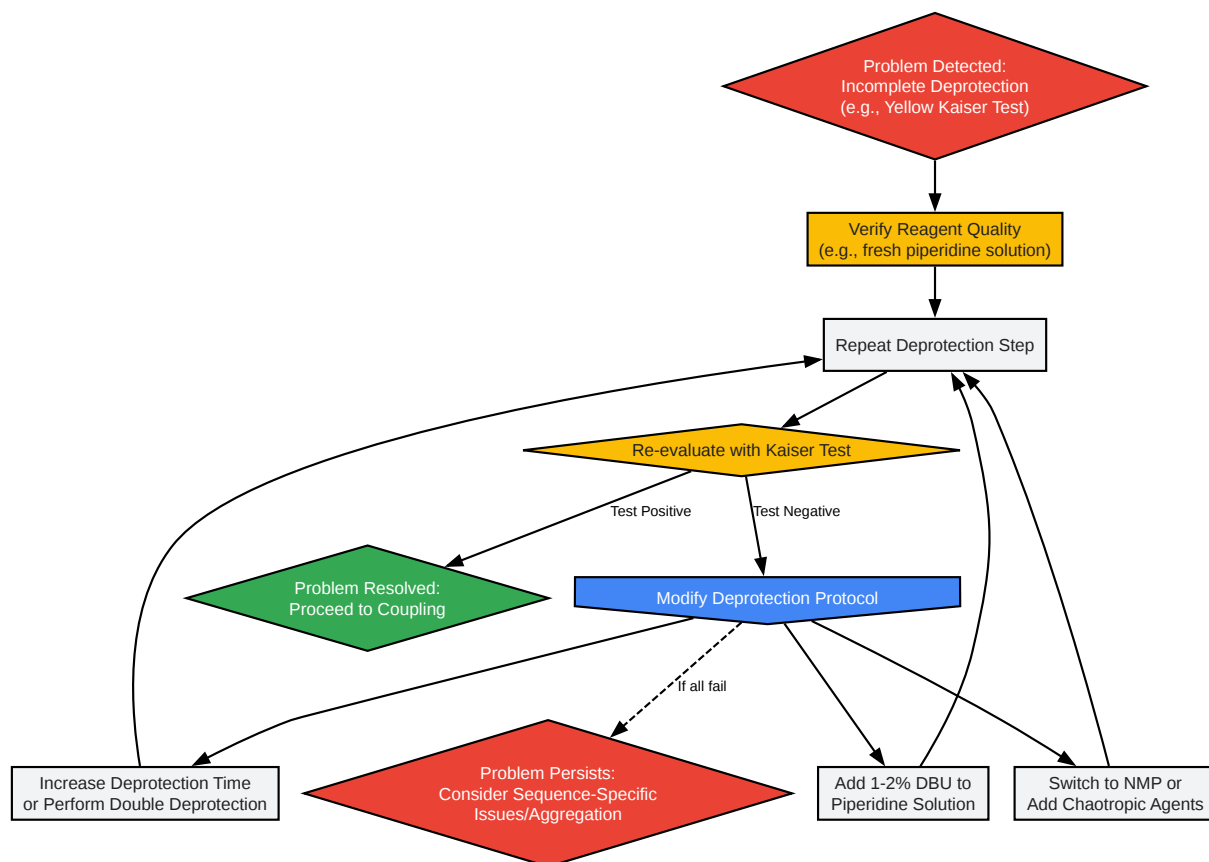 Problem Detected:
Incomplete Deprotection
(e.g., Yellow Kaiser Test)
Verify Reagent Quality
(e.g., fresh piperidine solution)
Repeat Deprotection Step
Re-evaluate with Kaiser Test
Test Positive
Test Negative
Problem Resolved:
Proceed to Coupling
Modify Deprotection Protocol
If all fail
Increase Deprotection Time
or Perform Double Deprotection
Problem Persists:
Consider Sequence-Specific
Issues/Aggregation
Add 1-2% DBU to
Piperidine Solution
Switch to NMP or
Add Chaotropic Agents